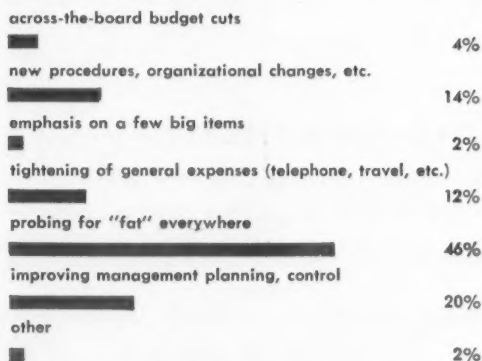 across-the-board budget cuts
4%
new procedures, organizational changes, etc.
14%
emphasis on a few big items
2%
tightening of general expenses (telephone, travel, etc.)
12%
probing for "fat" everywhere
46%
improving management planning, control
20%
other
2%